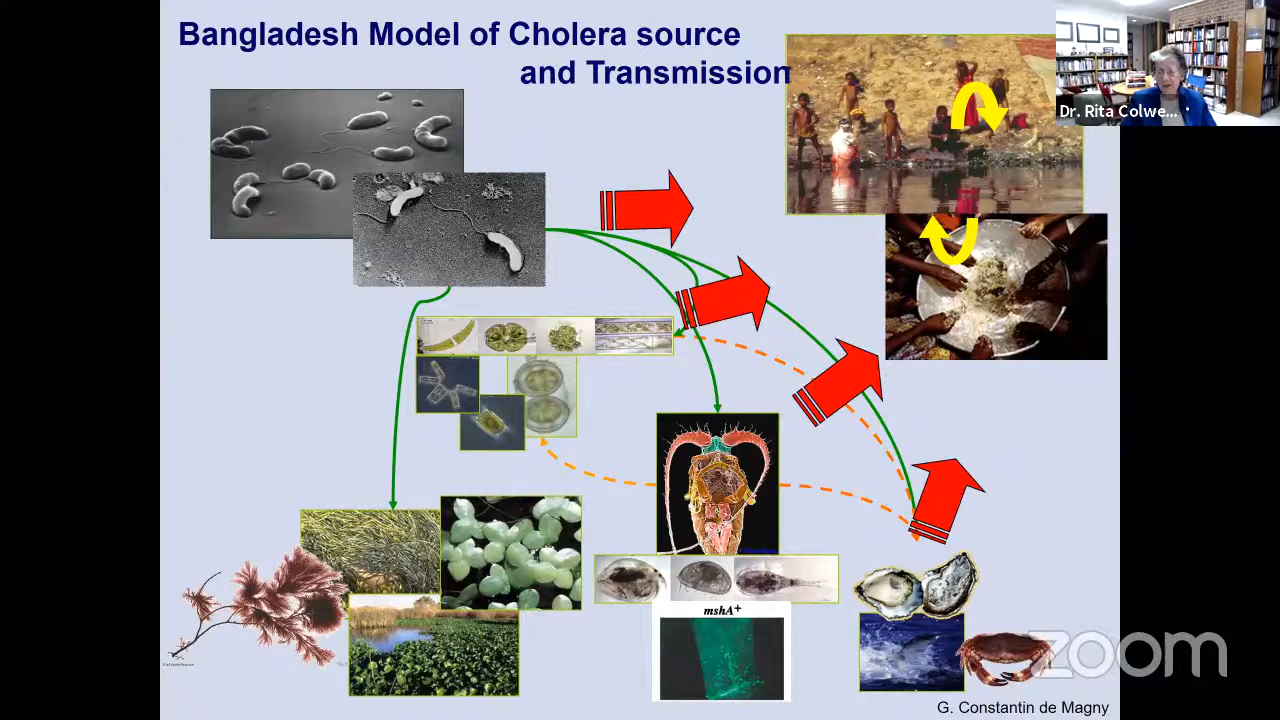 Bangladesh Model of Cholera source
and Transmission
Dr. Rita Colwe...
mshA+
zoom
G. Constantin de Magny